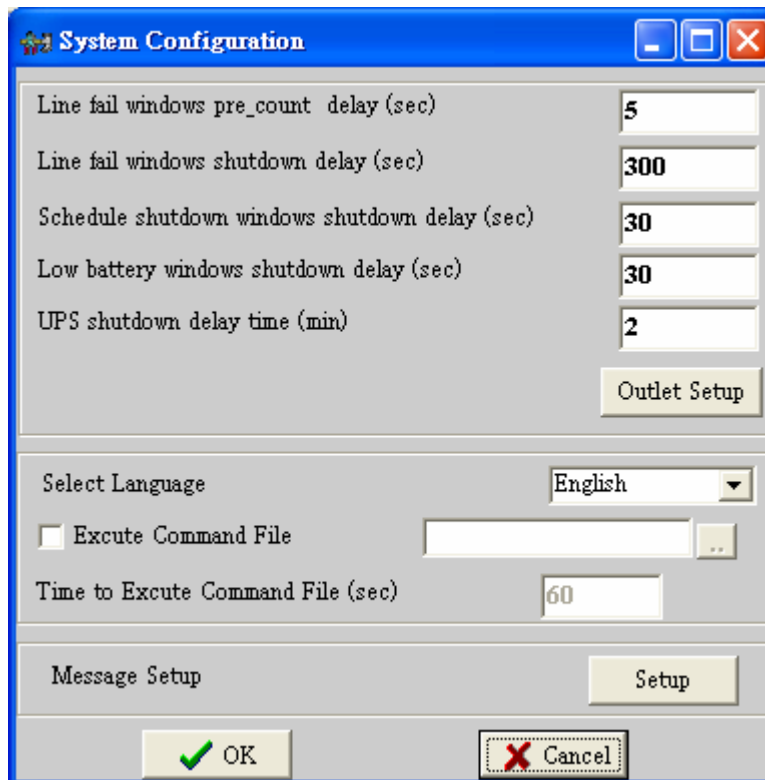 System Configuration
Line fail windows pre_count delay (sec) 5
Line fail windows shutdown delay (sec) 300
Schedule shutdown windows shutdown delay (sec) 30
Low battery windows shutdown delay (sec) 30
UPS shutdown delay time (min) 2
Outlet Setup
Select Language English
Excute Command File ..
Time to Excute Command File (sec) 60
Message Setup Setup
OK Cancel